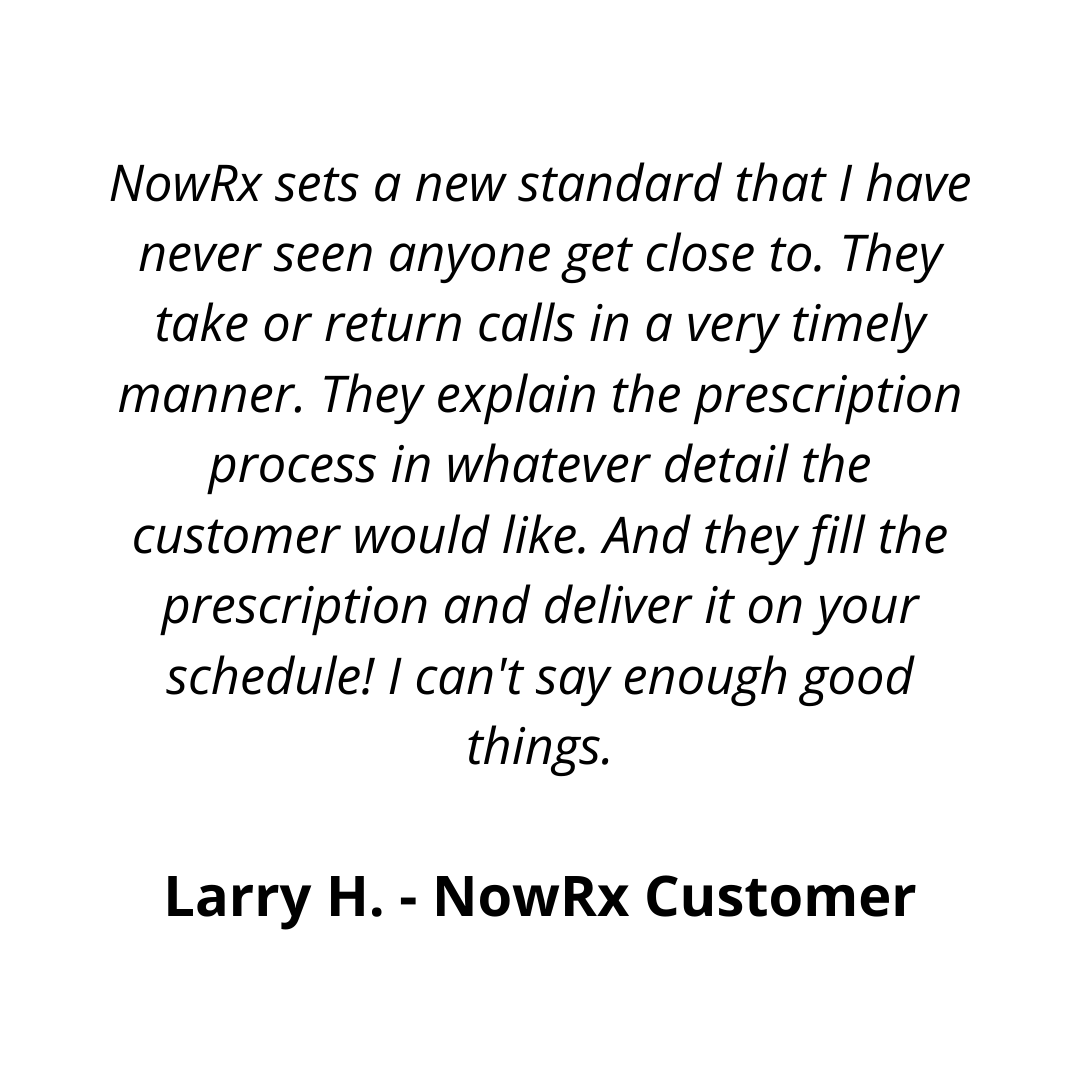 NowRx sets a new standard that I have
never seen anyone get close to. They
take or return calls in a very timely
manner. They explain the prescription
process in whatever detail the
customer would like. And they fill the
prescription and deliver it on your
schedule! I can't say enough good
things.
Larry H. - NowRx Customer